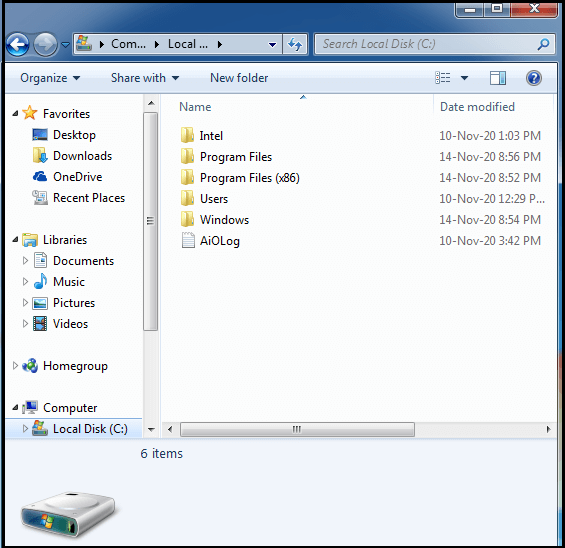 Com... Local ... Search Local Disk (C:)
Organize Share with New folder
Name Date modified
Favorites
Desktop
Downloads
OneDrive
Recent Places
Libraries
Documents
Music
Pictures
Videos
Homegroup
Computer
Local Disk (C:)
Intel 10-Nov-20 1:03 PM
Program Files 14-Nov-20 8:56 PM
Program Files (x86) 14-Nov-20 8:52 PM
Users 10-Nov-20 12:29 P...
Windows 14-Nov-20 8:54 PM
AiOLog 10-Nov-20 3:42 PM
6 items